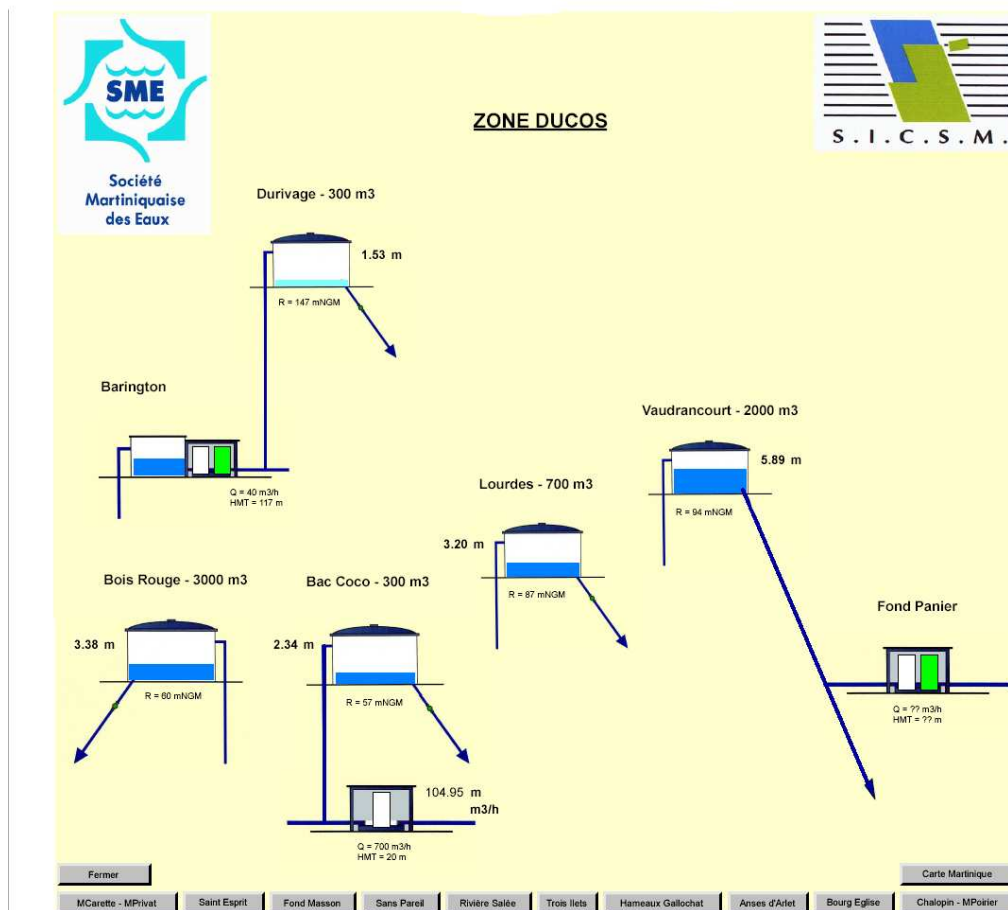 SME
Société
Martiniquaise
des Eaux
ZONE DUCOS
S.I.C.S.M.
Durivage - 300 m3
1.53 m
R = 147 mNGM
Barington
Q = 40 m3/h
HMT = 117 m
Vaudrancourt - 2000 m3
5.89 m
R = 94 mNGM
Lourdes - 700 m3
3.20 m
R = 87 mNGM
Bois Rouge - 3000 m3
3.38 m
R = 60 mNGM
Bac Coco - 300 m3
2.34 m
R = 57 mNGM
Fond Panier
Q = ?? m3/h
HMT = ?? m
104.95 m
m3/h
Q = 700 m3/h
HMT = 20 m
Fermer
Carte Martinique
MCarette - MPrivat
Saint Esprit
Fond Masson
Sans Pareil
Rivière Salée
Trois Ilets
Hameaux Gallochat
Anses d'Arlet
Bourg Eglise
Chalopin - MPoirier